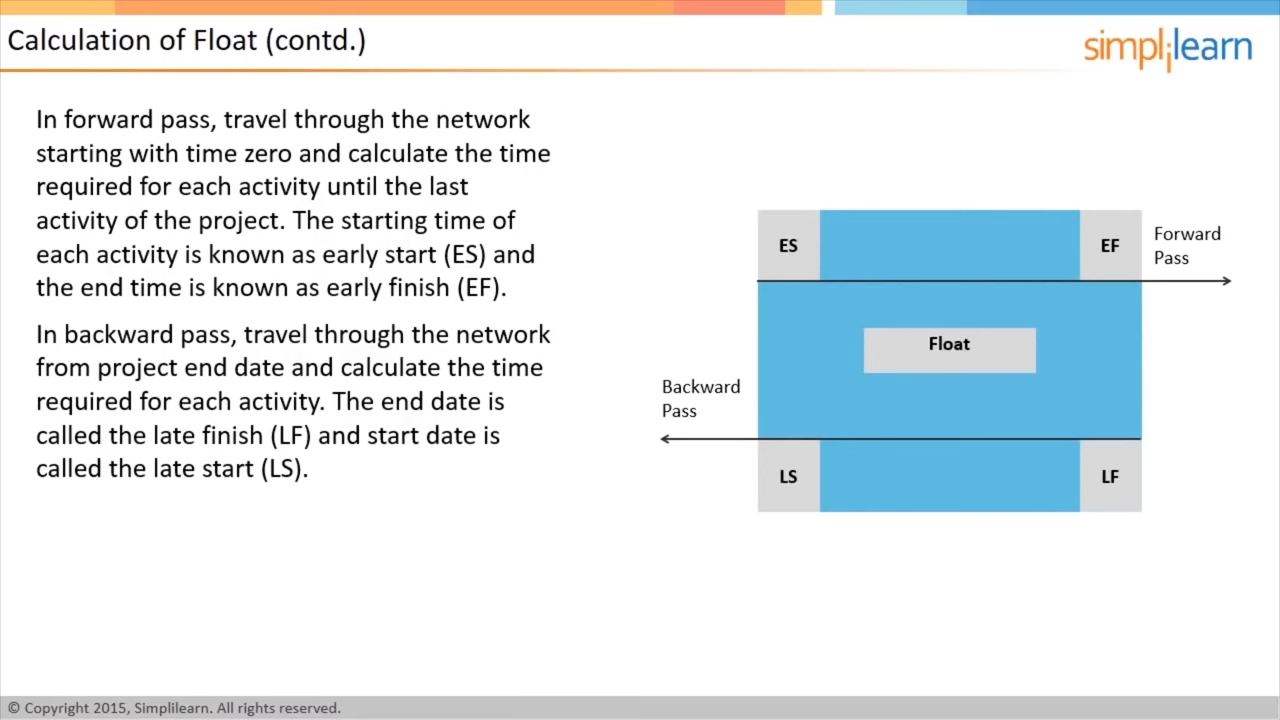 Calculation of Float (contd.)
simplilearn
In forward pass, travel through the network
starting with time zero and calculate the time
required for each activity until the last
activity of the project. The starting time of
each activity is known as early start (ES) and
the end time is known as early finish (EF).
In backward pass, travel through the network
from project end date and calculate the time
required for each activity. The end date is
called the late finish (LF) and start date is
called the late start (LS).
ES
EF
Forward
Pass
Float
Backward
Pass
LS
LF
© Copyright 2015, Simplilearn. All rights reserved.